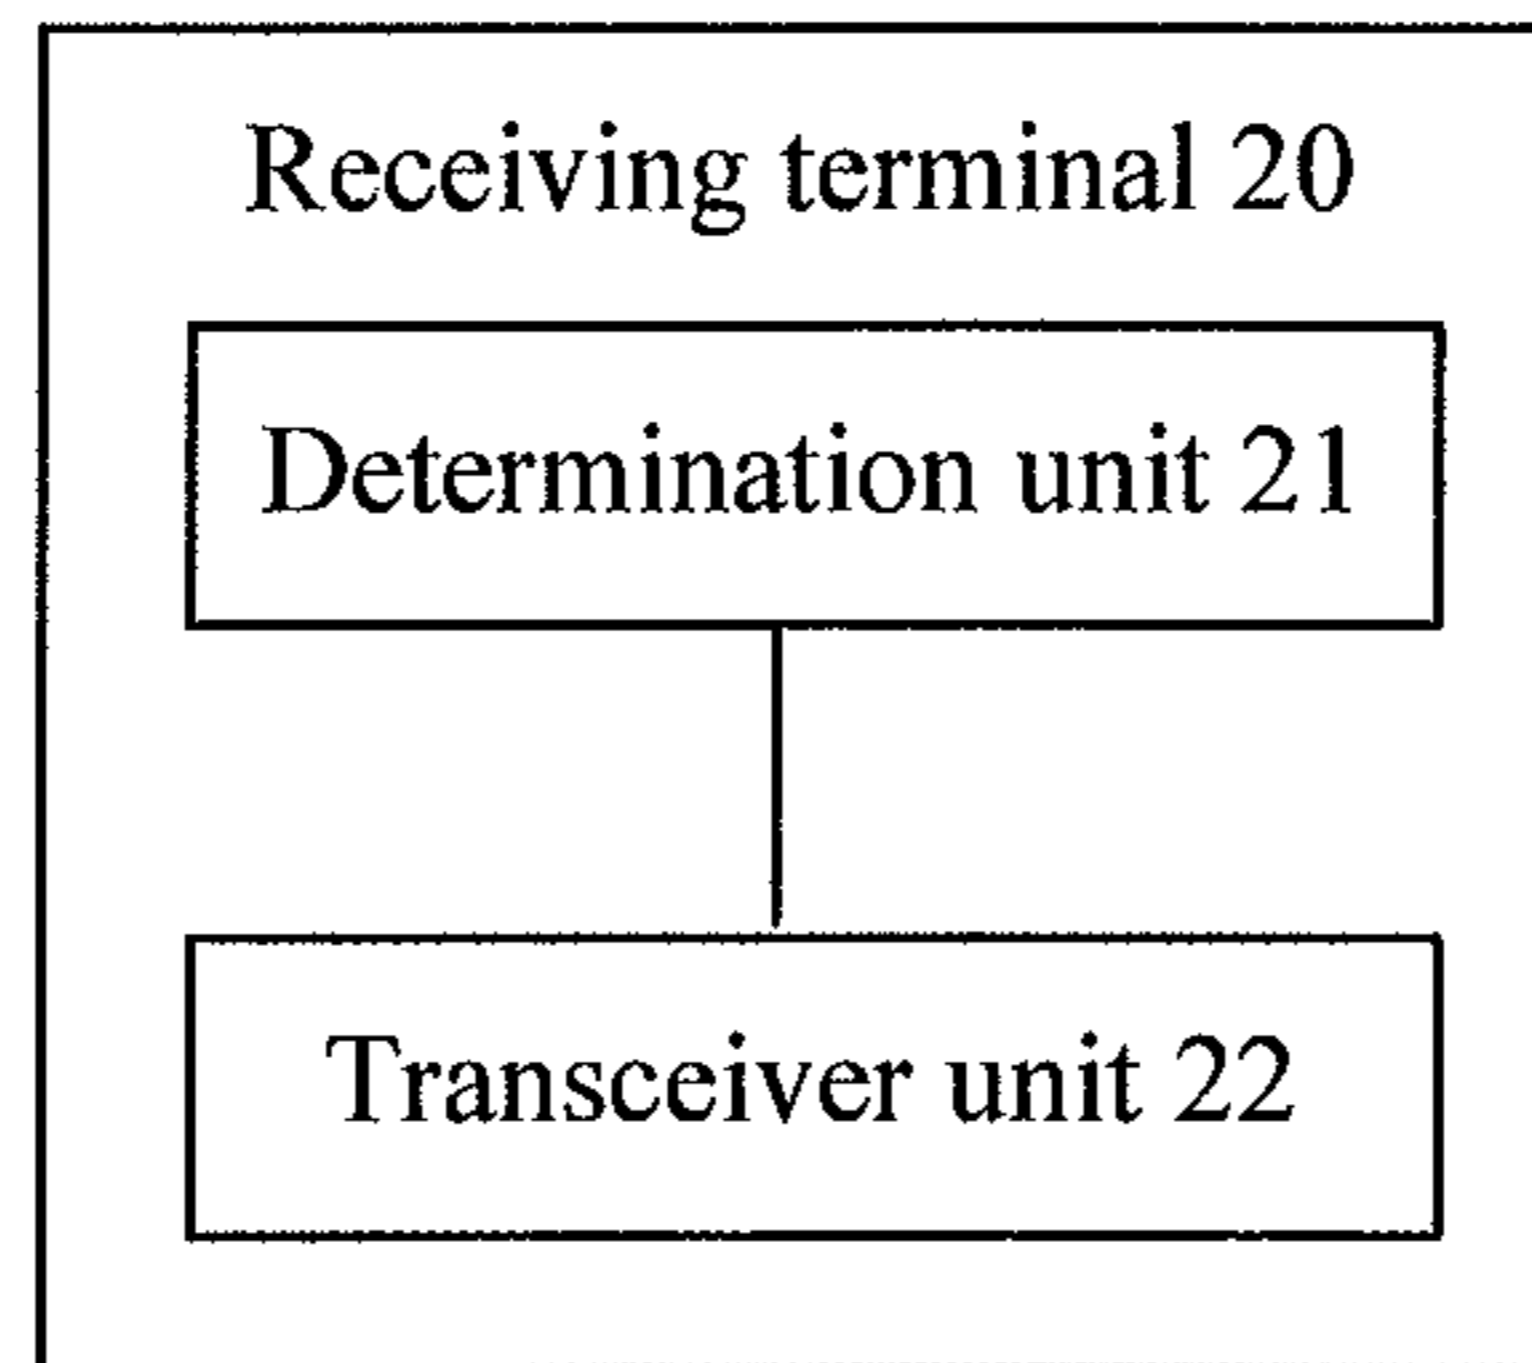 Receiving terminal 20
Determination unit 21
Transceiver unit 22